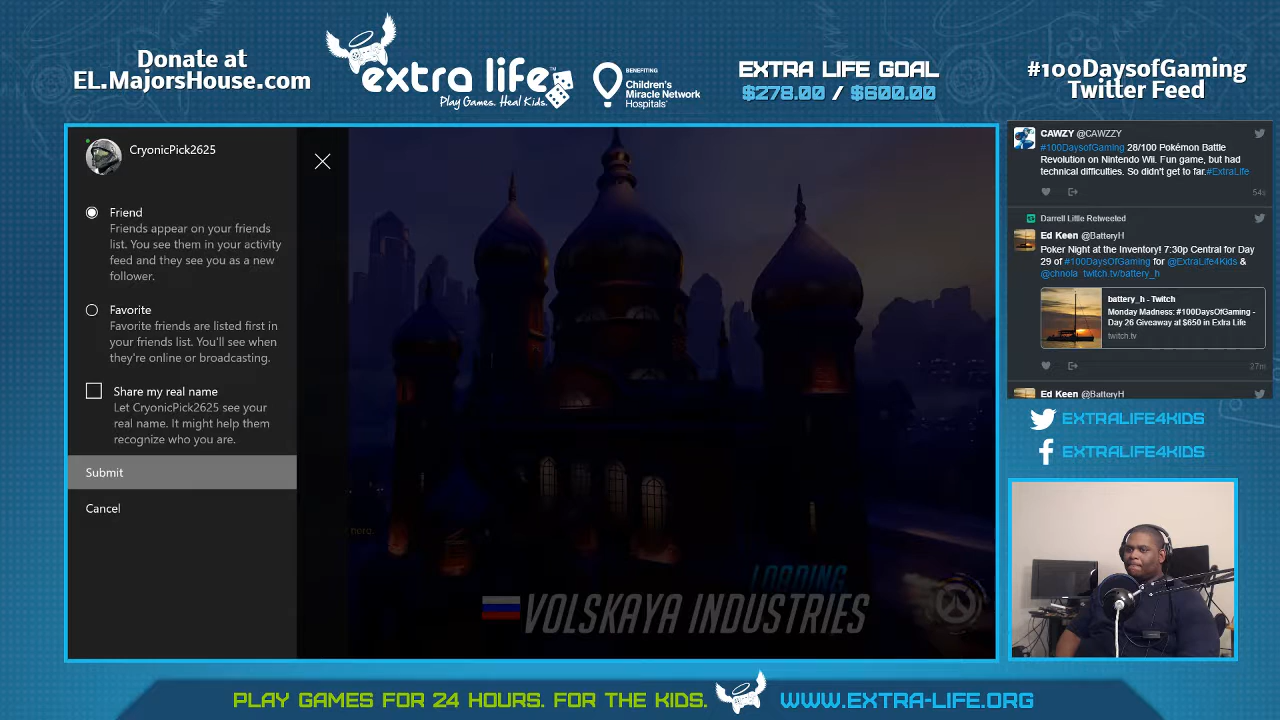 Donate at
EL.MajorsHouse.com
extra life™
Play Games. Heal Kids.
BENEFITING
Children's
Miracle Network
Hospitals®
EXTRA LIFE GOAL
$278.00 / $600.00
#100DaysofGaming
Twitter Feed
CryonicPick2625
Friend
Friends appear on your friends
list. You see them in your activity
feed and they see you as a new
follower.
Favorite
Favorite friends are listed first in
your friends list. You'll see when
they're online or broadcasting.
Share my real name
Let CryonicPick2625 see your
real name. It might help them
recognize who you are.
Submit
Cancel
more
LOADING
VOLSKAYA INDUSTRIES
CAWZY @CAWZZY
#100DaysofGaming 28/100 Pokémon Battle
Revolution on Nintendo Wii. Fun game, but had
technical difficulties. So didn't get to far.#ExtraLife
54s
Darrell Little Retweeted
Ed Keen @BatteryH
Poker Night at the Inventory! 7:30p Central for Day
29 of #100DaysOfGaming for @ExtraLife4Kids &
@chnola twitch.tv/battery_h
battery_h - Twitch
Monday Madness: #100DaysOfGaming -
Day 26 Giveaway at $650 in Extra Life
twitch.tv
27m
Ed Keen @BatteryH
EXTRALIFE4KIDS
EXTRALIFE4KIDS
PLAY GAMES FOR 24 HOURS. FOR THE KIDS.
WWW.EXTRA-LIFE.ORG